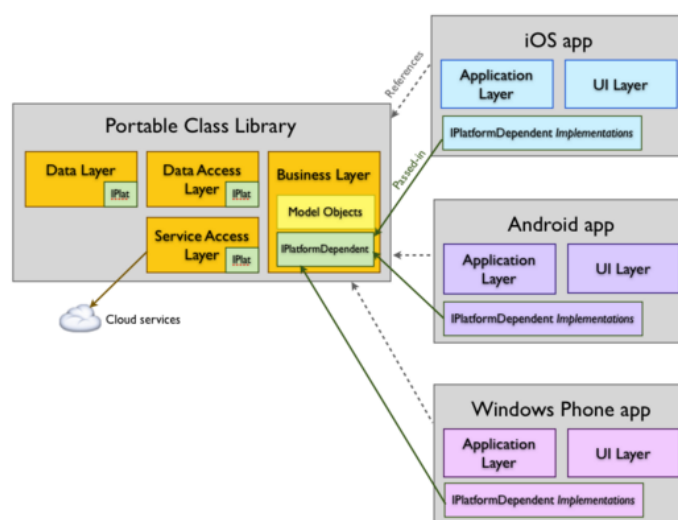 iOS app
Application
Layer
UI Layer
IPlatformDependent Implementations
References
Passed-in
Portable Class Library
Data Layer
IPlat
Data Access
Layer
IPlat
Business Layer
Model Objects
IPlatformDependent
Service Access
Layer
IPlat
Cloud services
Android app
Application
Layer
UI Layer
IPlatformDependent Implementations
Windows Phone app
Application
Layer
UI Layer
IPlatformDependent Implementations